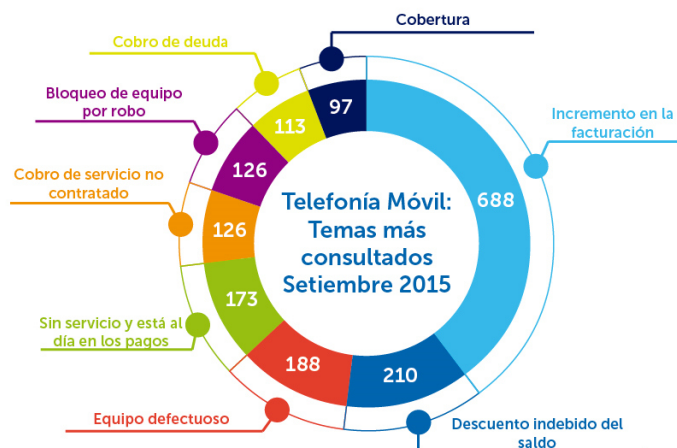 Cobertura
Cobro de deuda
Bloqueo de equipo
por robo
Cobro de servicio no
contratado
Sin servicio y está al
día en los pagos
Equipo defectuoso
Descuento indebido del
saldo
Incremento en la
facturación
97
113
126
126
173
188
210
688
Telefonía Móvil:
Temas más
consultados
Setiembre 2015